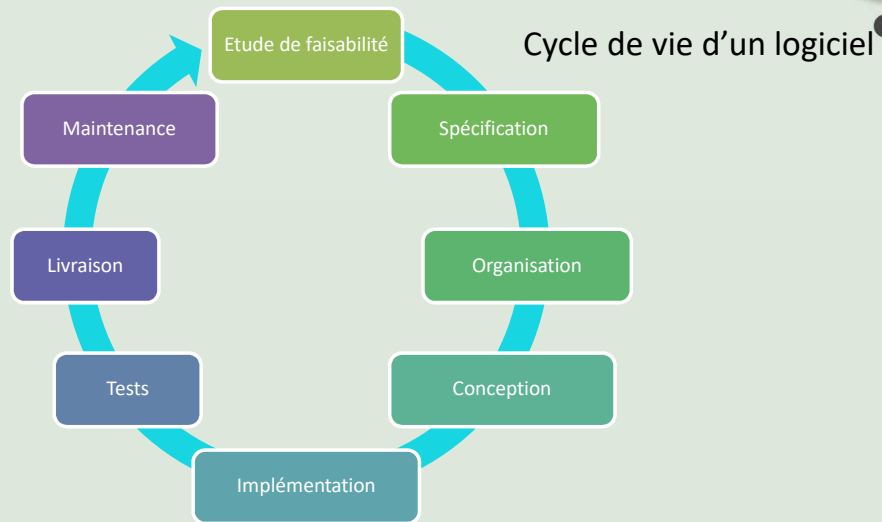 Cycle de vie d’un logiciel
Etude de faisabilité
Spécification
Organisation
Conception
Implémentation
Tests
Livraison
Maintenance